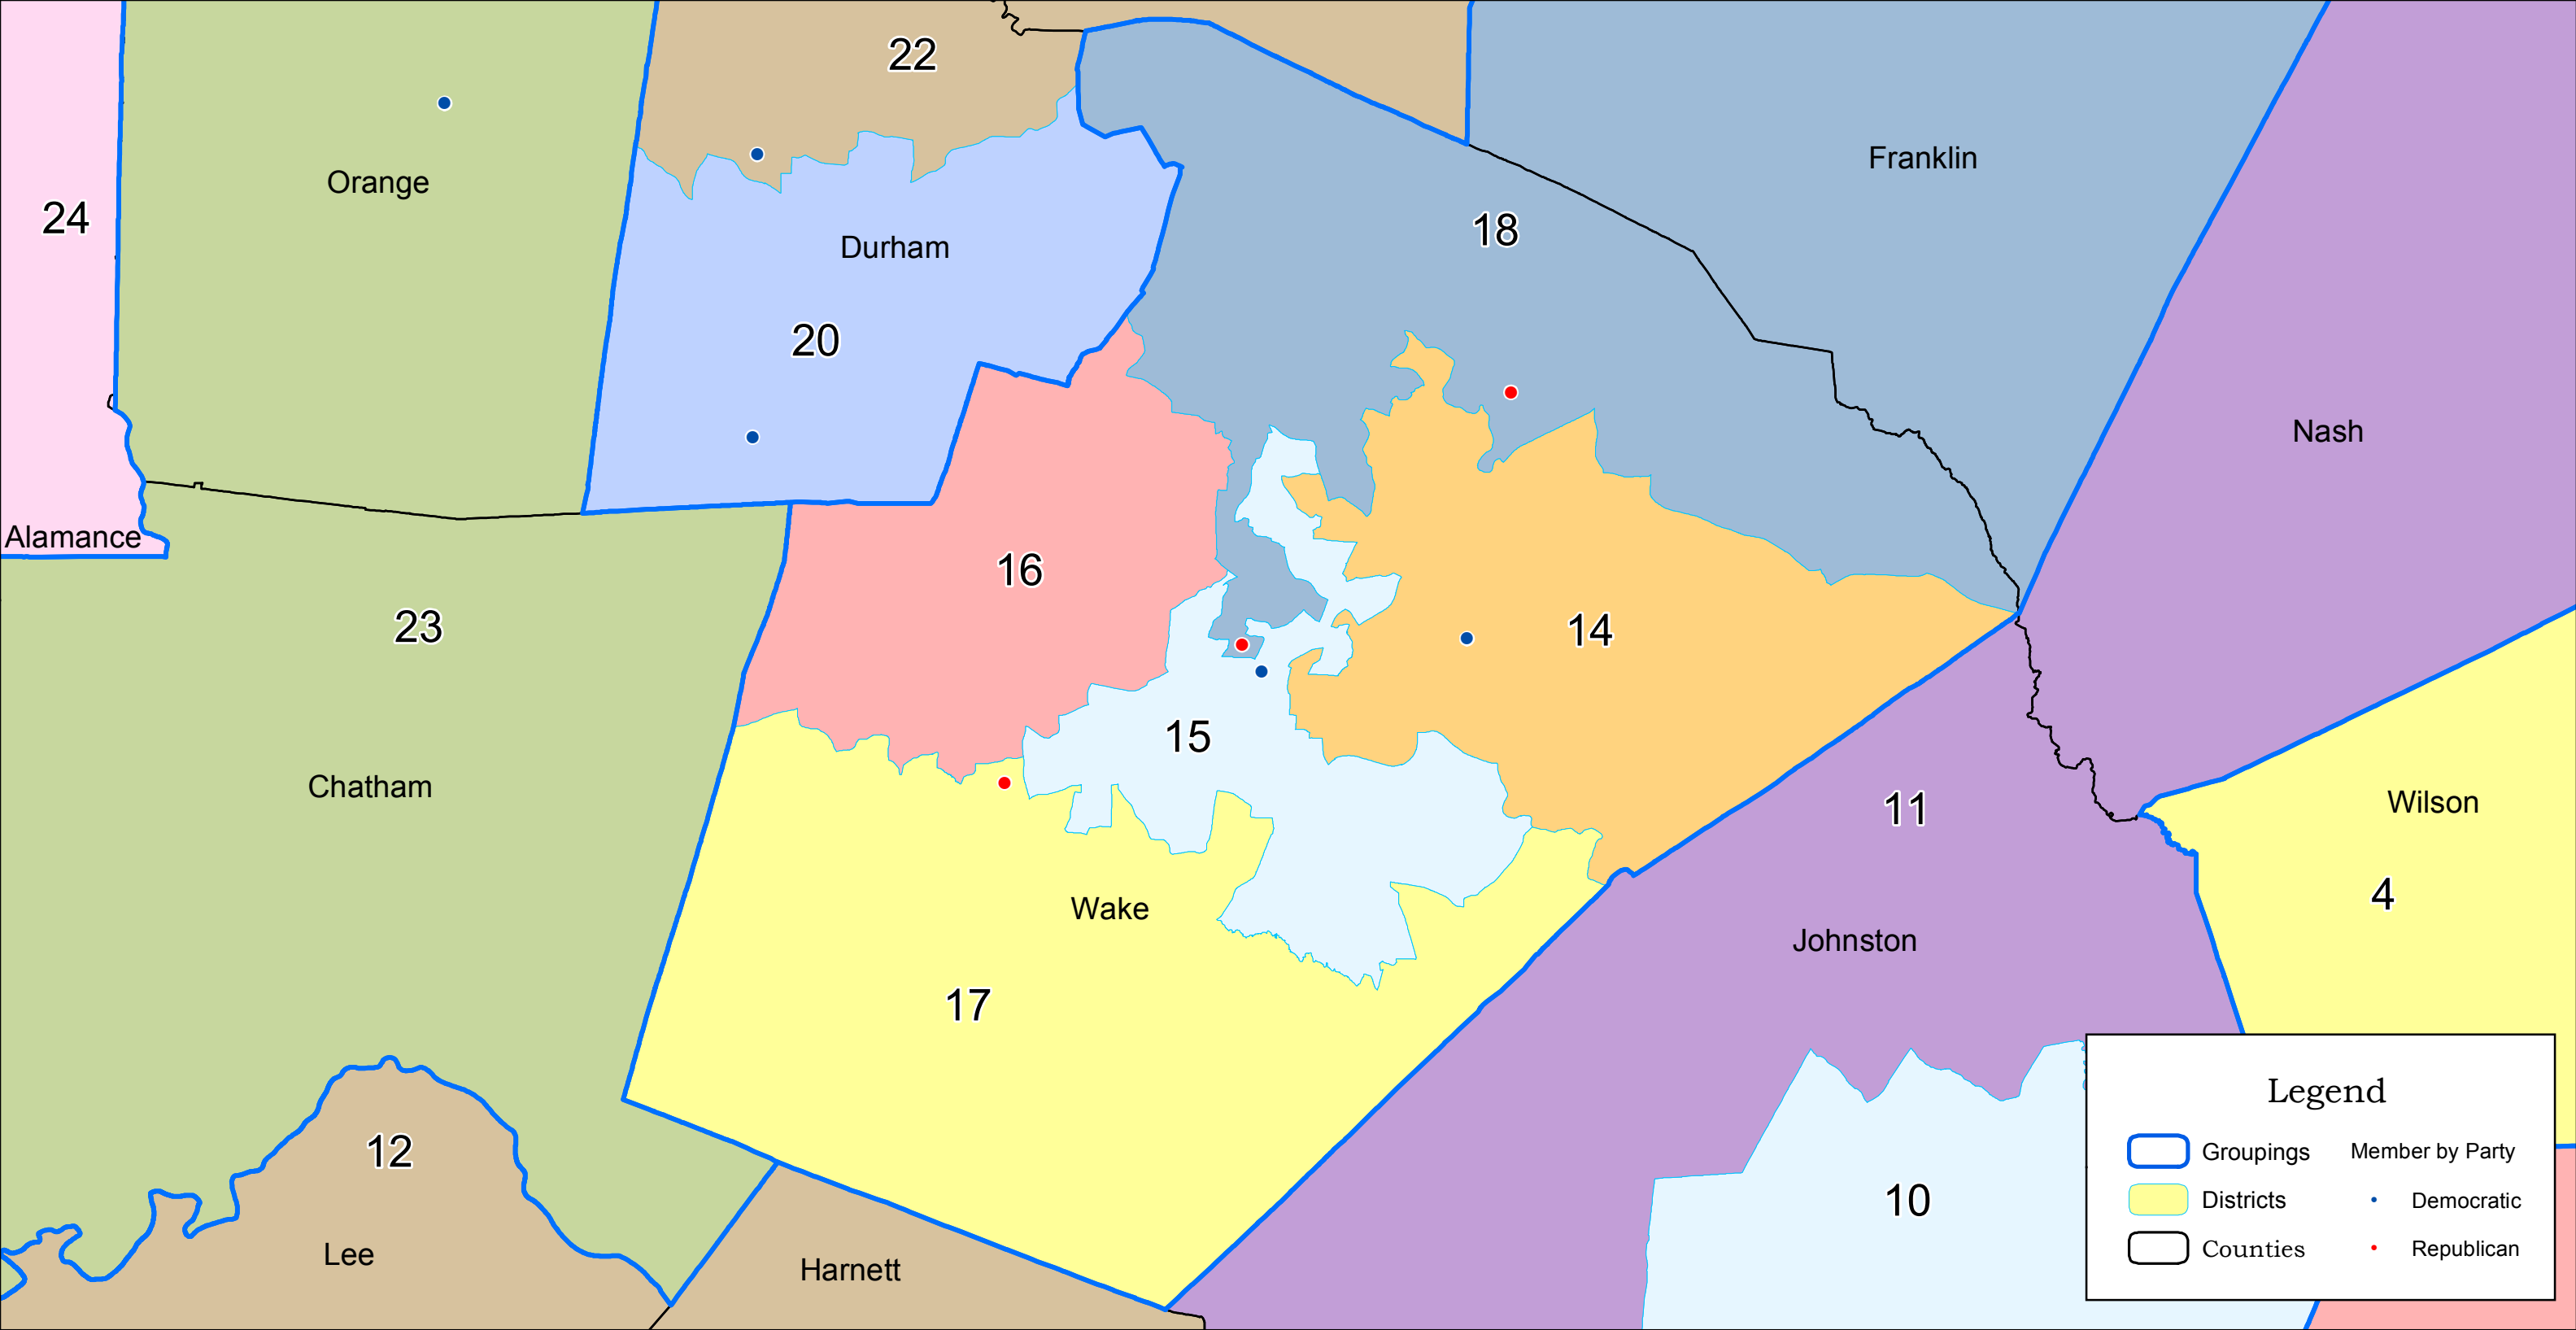 22
Orange
Franklin
24
18
Durham
20
Nash
Alamance
16
23
14
15
Chatham
11
Wilson
4
Wake
Johnston
17
12
10
Lee
Harnett
Legend
Groupings
Member by Party
Districts
Democratic
Counties
Republican